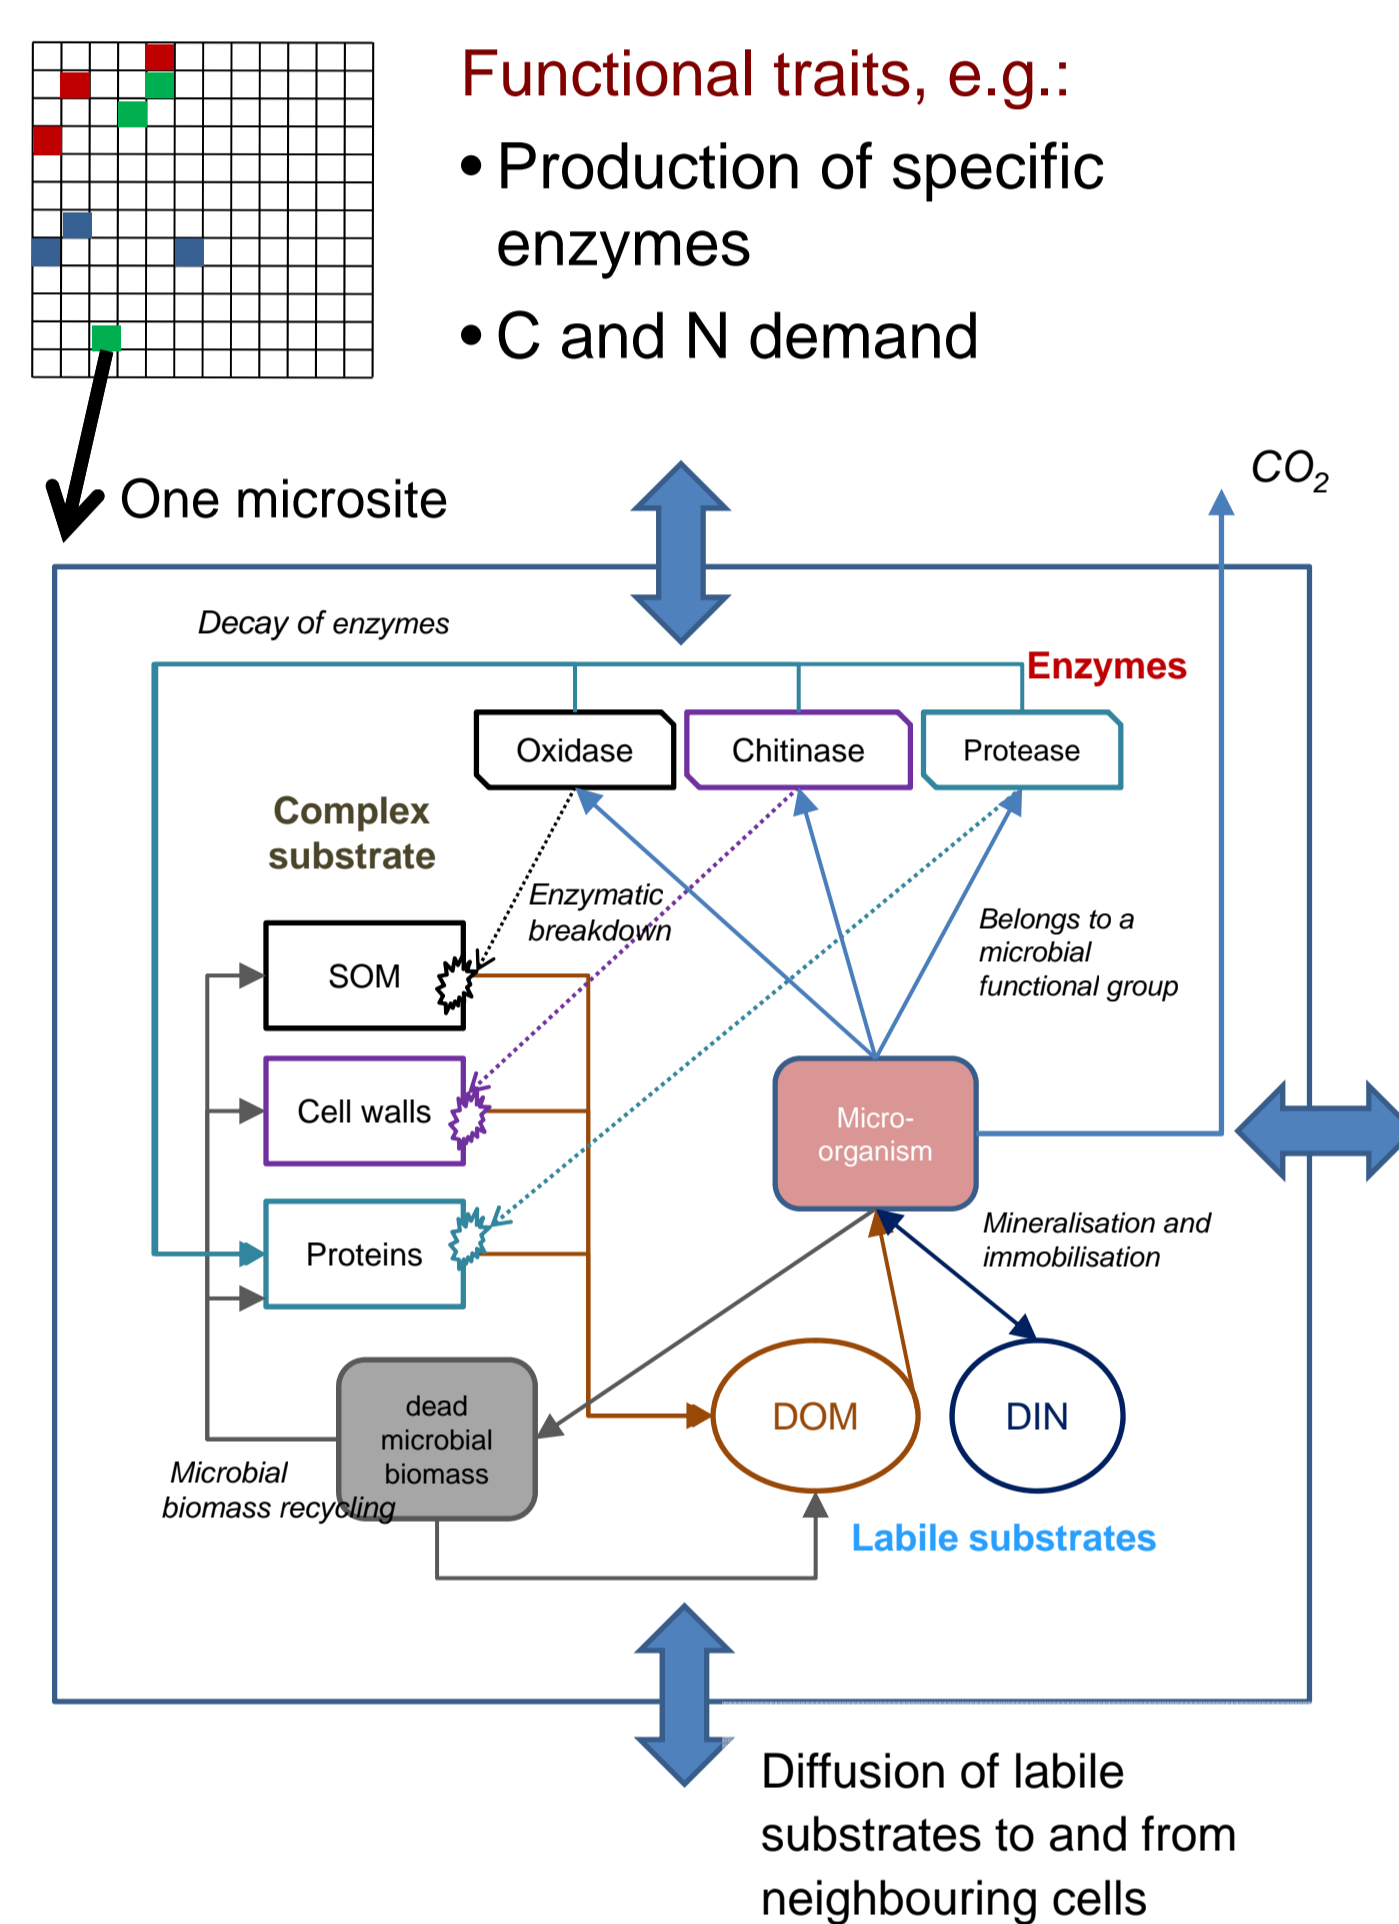 Functional traits, e.g.:
• Production of specific
enzymes
• C and N demand
One microsite
CO2
Decay of enzymes
Enzymes
Oxidase
Chitinase
Protease
Complex
substrate
Enzymatic
breakdown
Belongs to a
microbial
functional group
SOM
Cell walls
Micro-
organism
Proteins
Mineralisation and
immobilisation
dead
microbial
biomass
DOM
DIN
Microbial
biomass recycling
Labile substrates
Diffusion of labile
substrates to and from
neighbouring cells